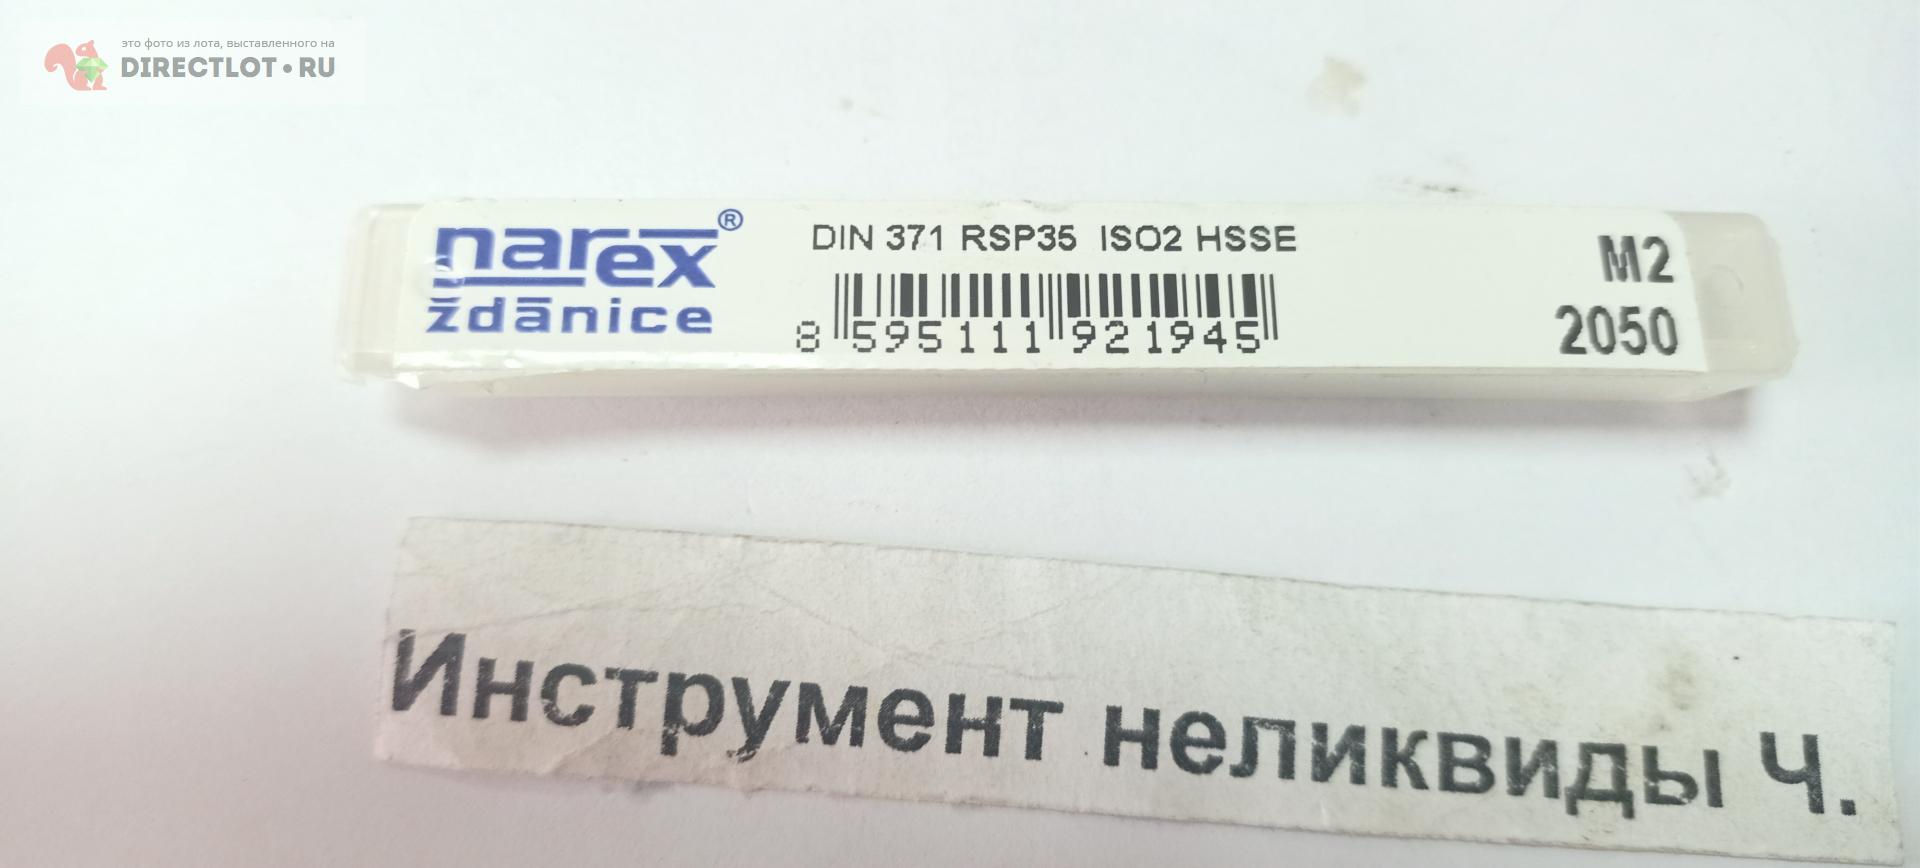 это фото из лота, выставленного на
DIRECTLOT•RU
narex®
ždānice
DIN 371 RSP35 ISO2 HSSE
8 595111 921945
M2
2050
Инструмент неликвиды Ч.